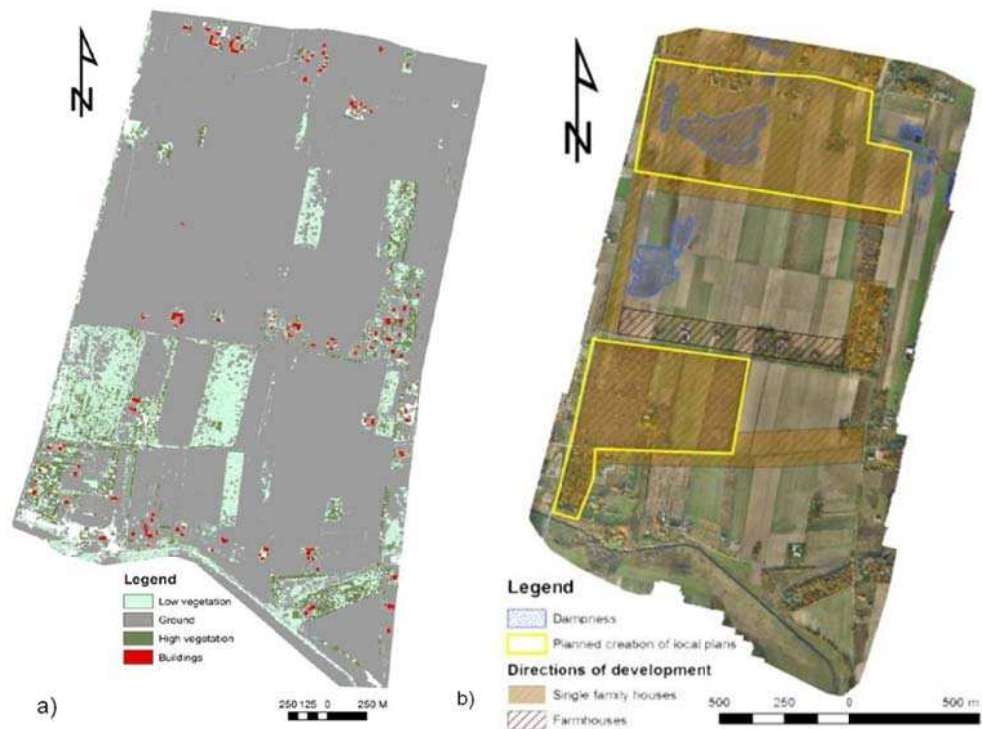 N
N
Legend
Low vegetation
Ground
High vegetation
Buildings
a)
250 125 0 250 M
Legend
Dampness
Planned creation of local plans
Directions of development
Single family houses
Farmhouses
b)
500 250 0 500 m